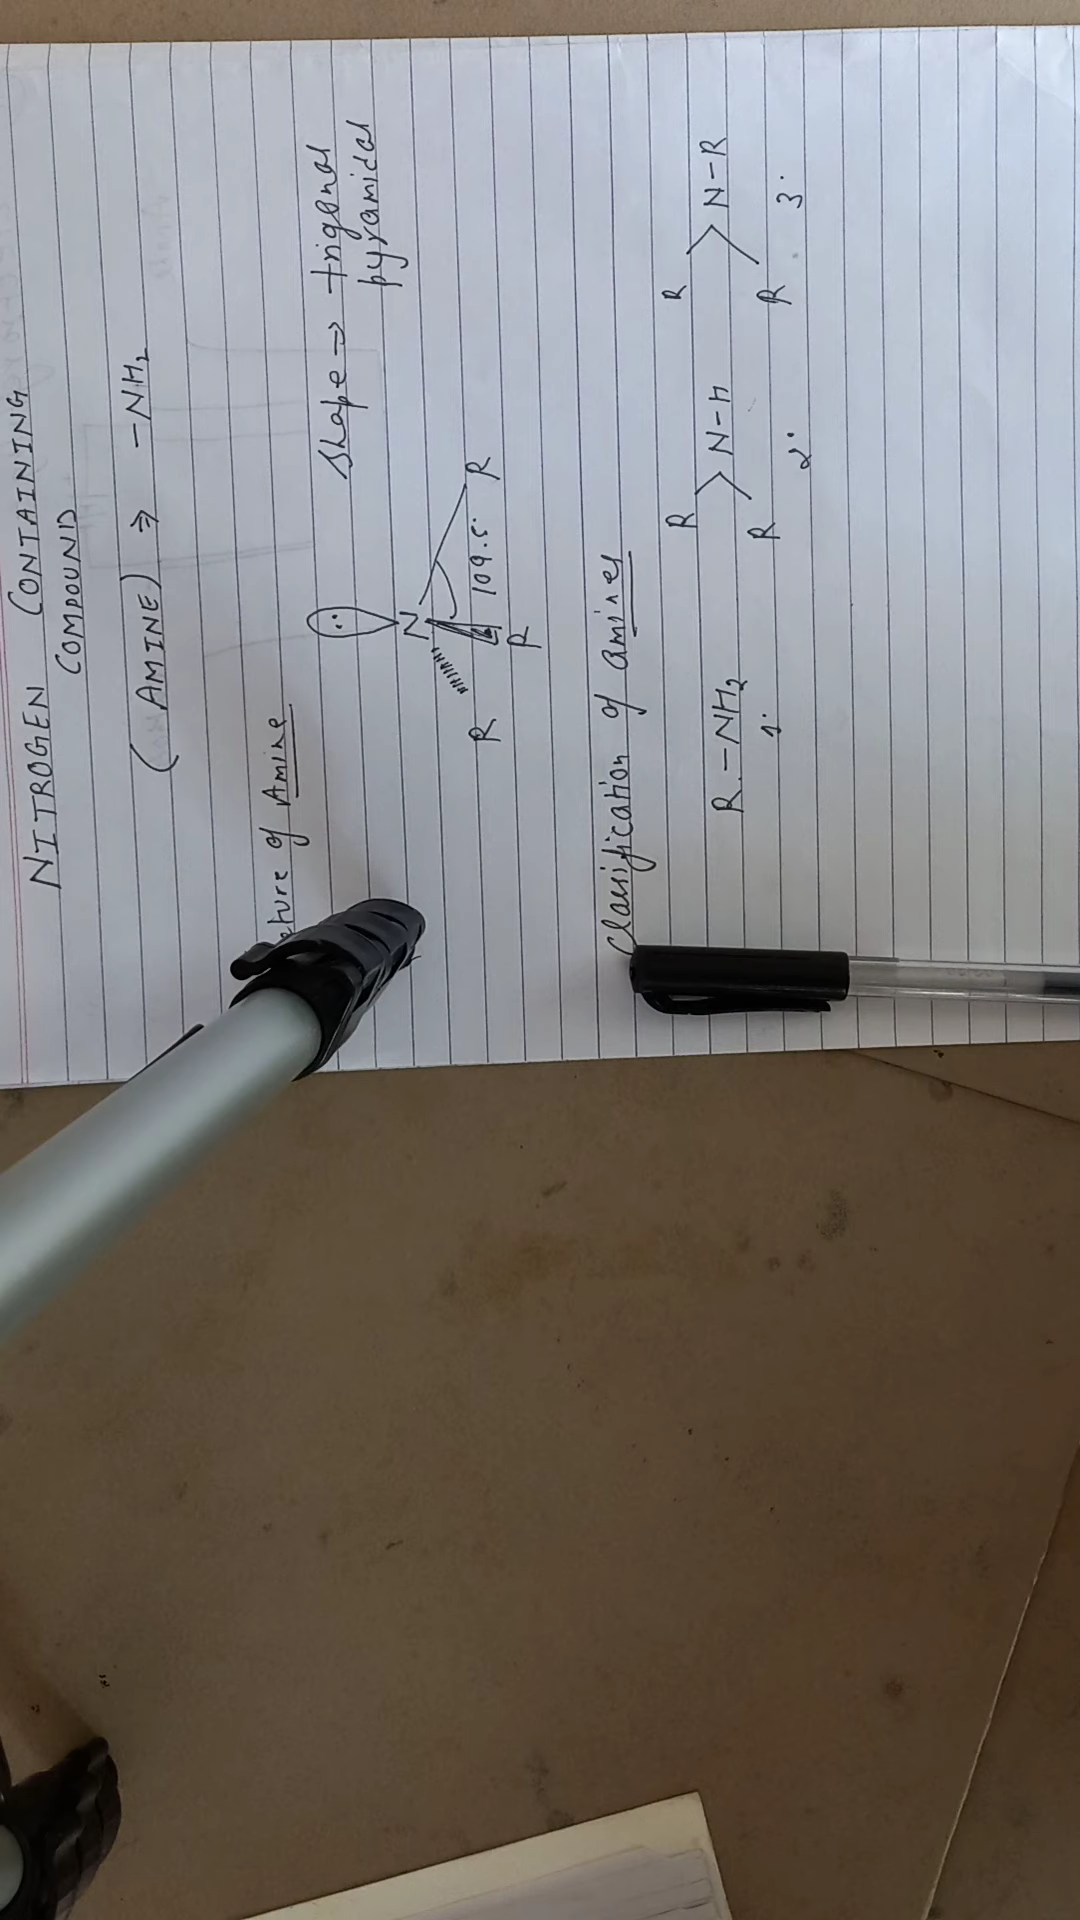 NITROGEN CONTAINING
COMPOUND
(AMINE) ⇒ -NH₂
of Amine
Shape → trigonal
pyramidal
N
R
R
R
109.5°
Classification of amines
R-NH₂
1°
R
R
N-H
2°
R
R
N-R
3°